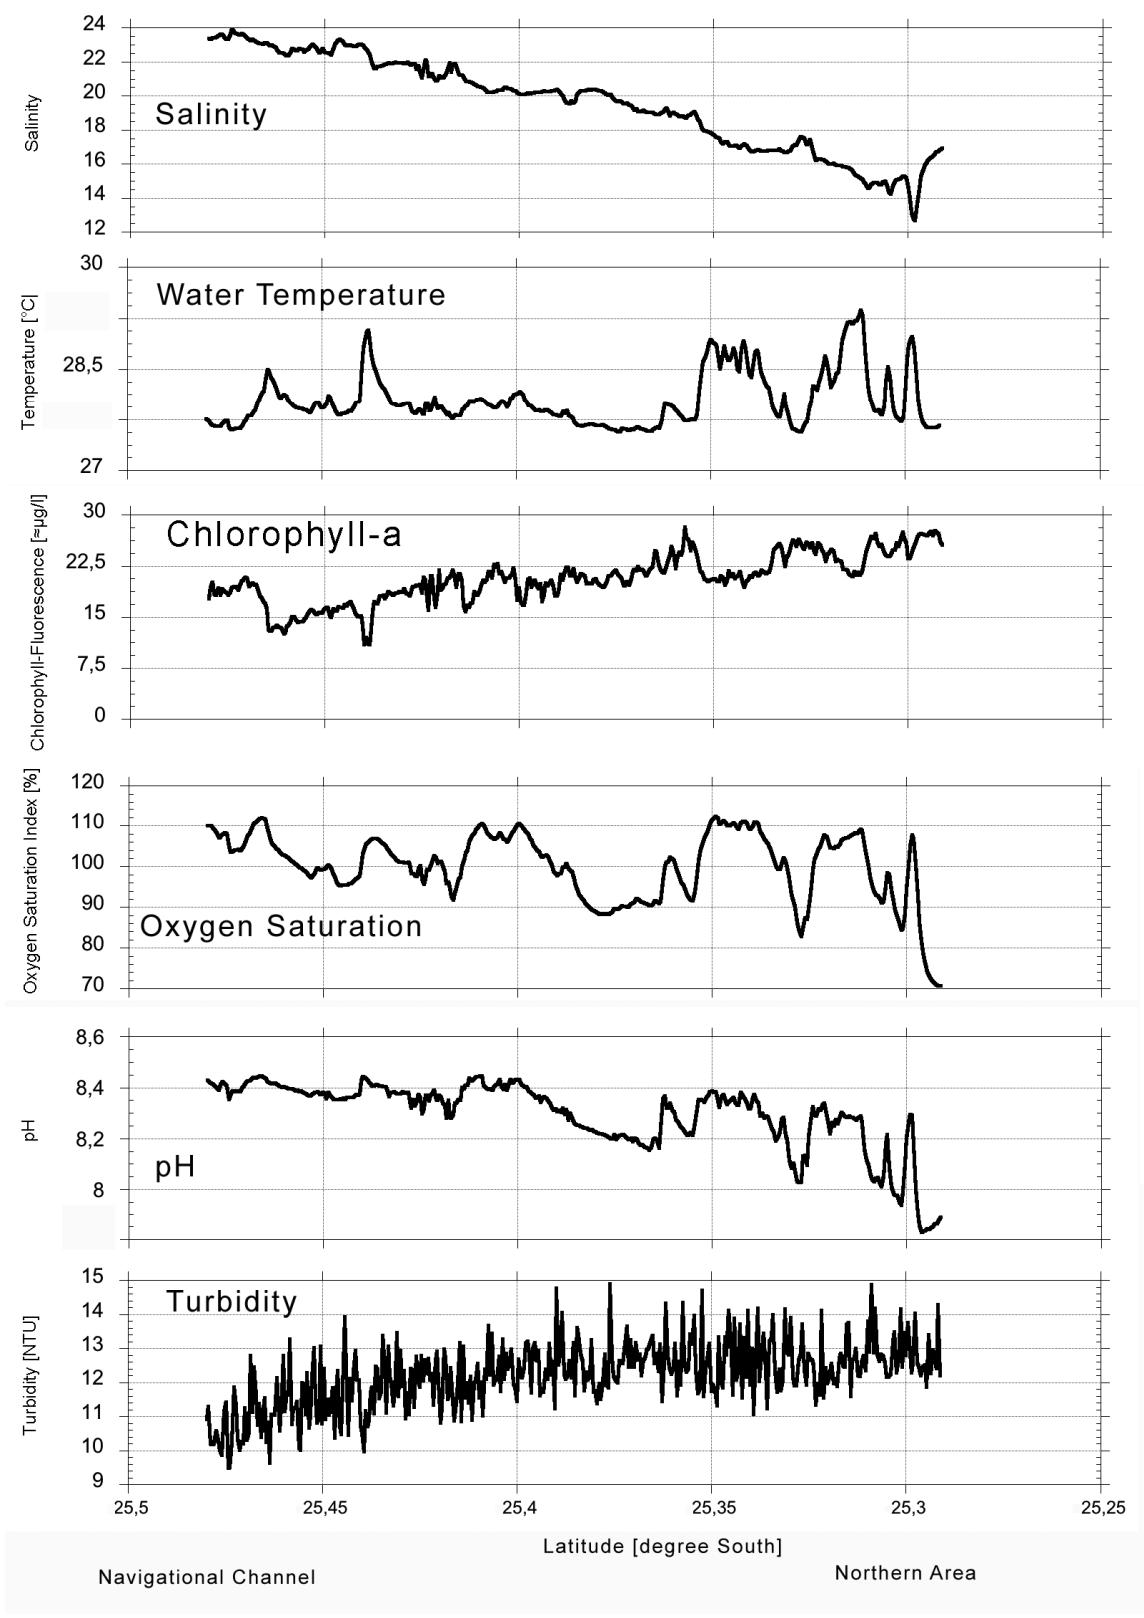 24
22
20
18
16
14
12
Salinity
Salinity
30
28,5
27
Temperature [°C|
Water Temperature
30
22,5
15
7,5
0
Chlorophyll-Fluorescence [≈µg/l]
Chlorophyll-a
120
110
100
90
80
70
Oxygen Saturation Index [%]
Oxygen Saturation
8,6
8,4
8,2
8
pH
pH
15
14
13
12
11
10
9
Turbidity [NTU]
Turbidity
25,5 25,45 25,4 25,35 25,3 25,25
Latitude [degree South]
Navigational Channel Northern Area